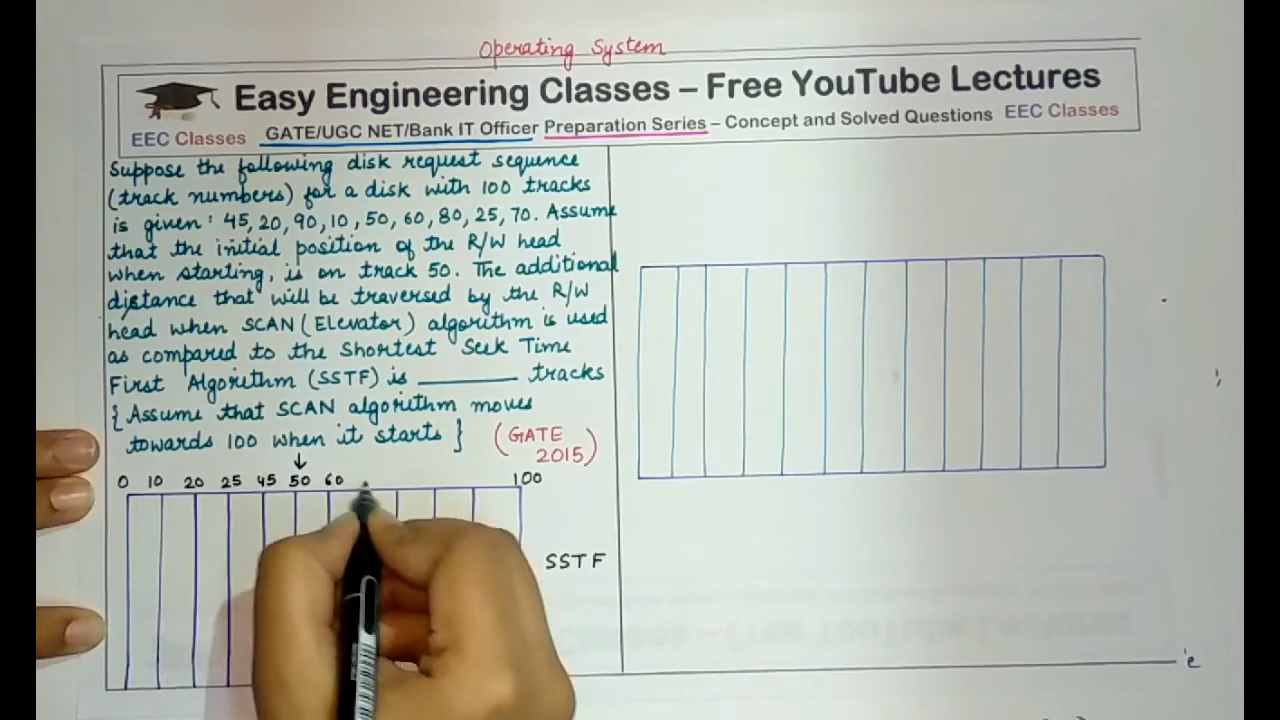 Operating System
Easy Engineering Classes – Free YouTube Lectures
EEC Classes GATE/UGC NET/Bank IT Officer Preparation Series – Concept and Solved Questions EEC Classes
Suppose the following disk request sequence
(track numbers) for a disk with 100 tracks
is given : 45, 20, 90, 10, 50, 60, 80, 25, 70. Assume
that the initial position of the R/W head
when starting, is on track 50. The additional
distance that will be traversed by the R/W
head when SCAN (Elevator) algorithm is used
as compared to the Shortest Seek Time
First Algorithm (SSTF) is ________ tracks
{Assume that SCAN algorithm moves
towards 100 when it starts}
(GATE
2015)
0 10 20 25 45 50 60 100
SSTF